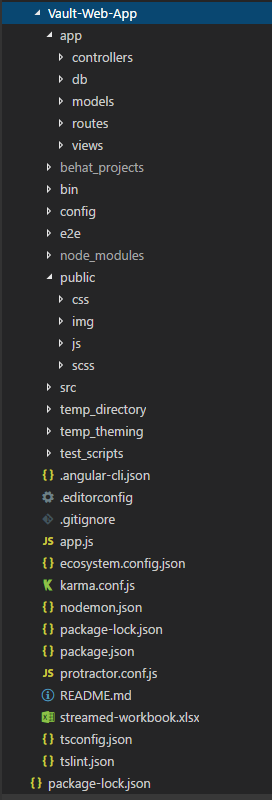 Vault-Web-App
app
controllers
db
models
routes
views
behat_projects
bin
config
e2e
node_modules
public
css
img
js
scss
src
temp_directory
temp_theming
test_scripts
{ } .angular-cli.json
.editorconfig
.gitignore
JS app.js
{ } ecosystem.config.json
K karma.conf.js
{ } nodemon.json
{ } package-lock.json
{ } package.json
JS protractor.conf.js
README.md
streamed-workbook.xlsx
{ } tsconfig.json
{ } tslint.json
{ } package-lock.json